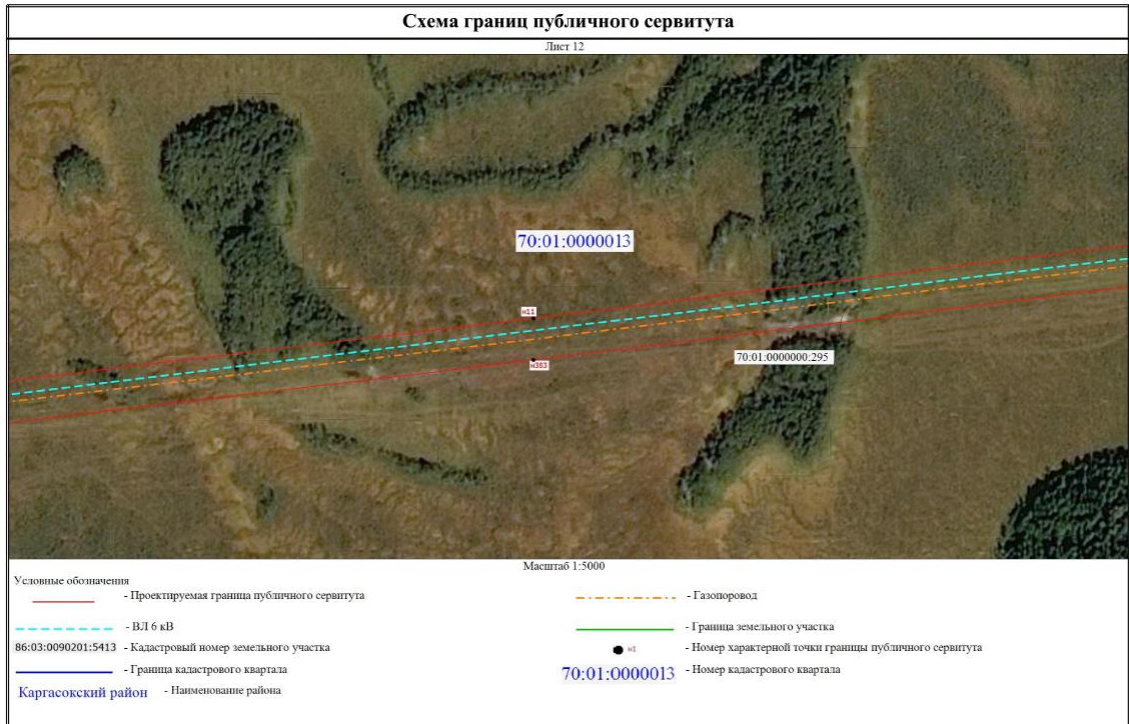 Схема границ публичного сервитута
Лист 12
70:01:0000013
н11
н383
70:01:0000000:295
Масштаб 1:5000
Условные обозначения
- Проектируемая граница публичного сервитута
- Газопоровод
- ВЛ 6 кВ
- Граница земельного участка
86:03:0090201:5413 - Кадастровый номер земельного участка
н1 - Номер характерной точки границы публичного сервитута
- Граница кадастрового квартала
70:01:0000013 - Номер кадастрового квартала
Каргасокский район - Наименование района